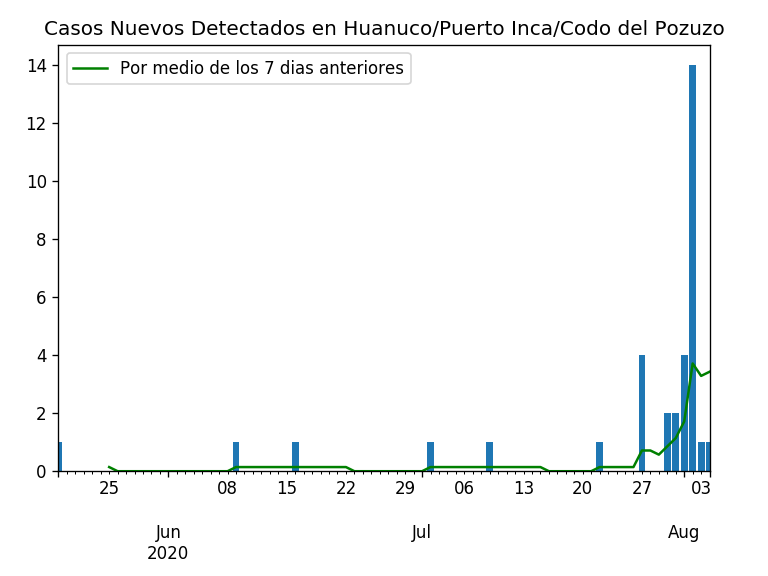 Casos Nuevos Detectados en Huanuco/Puerto Inca/Codo del Pozuzo
Por medio de los 7 dias anteriores
14
12
10
8
6
4
2
0
25 08 15 22 29 06 13 20 27 03
Jun Jul Aug
2020